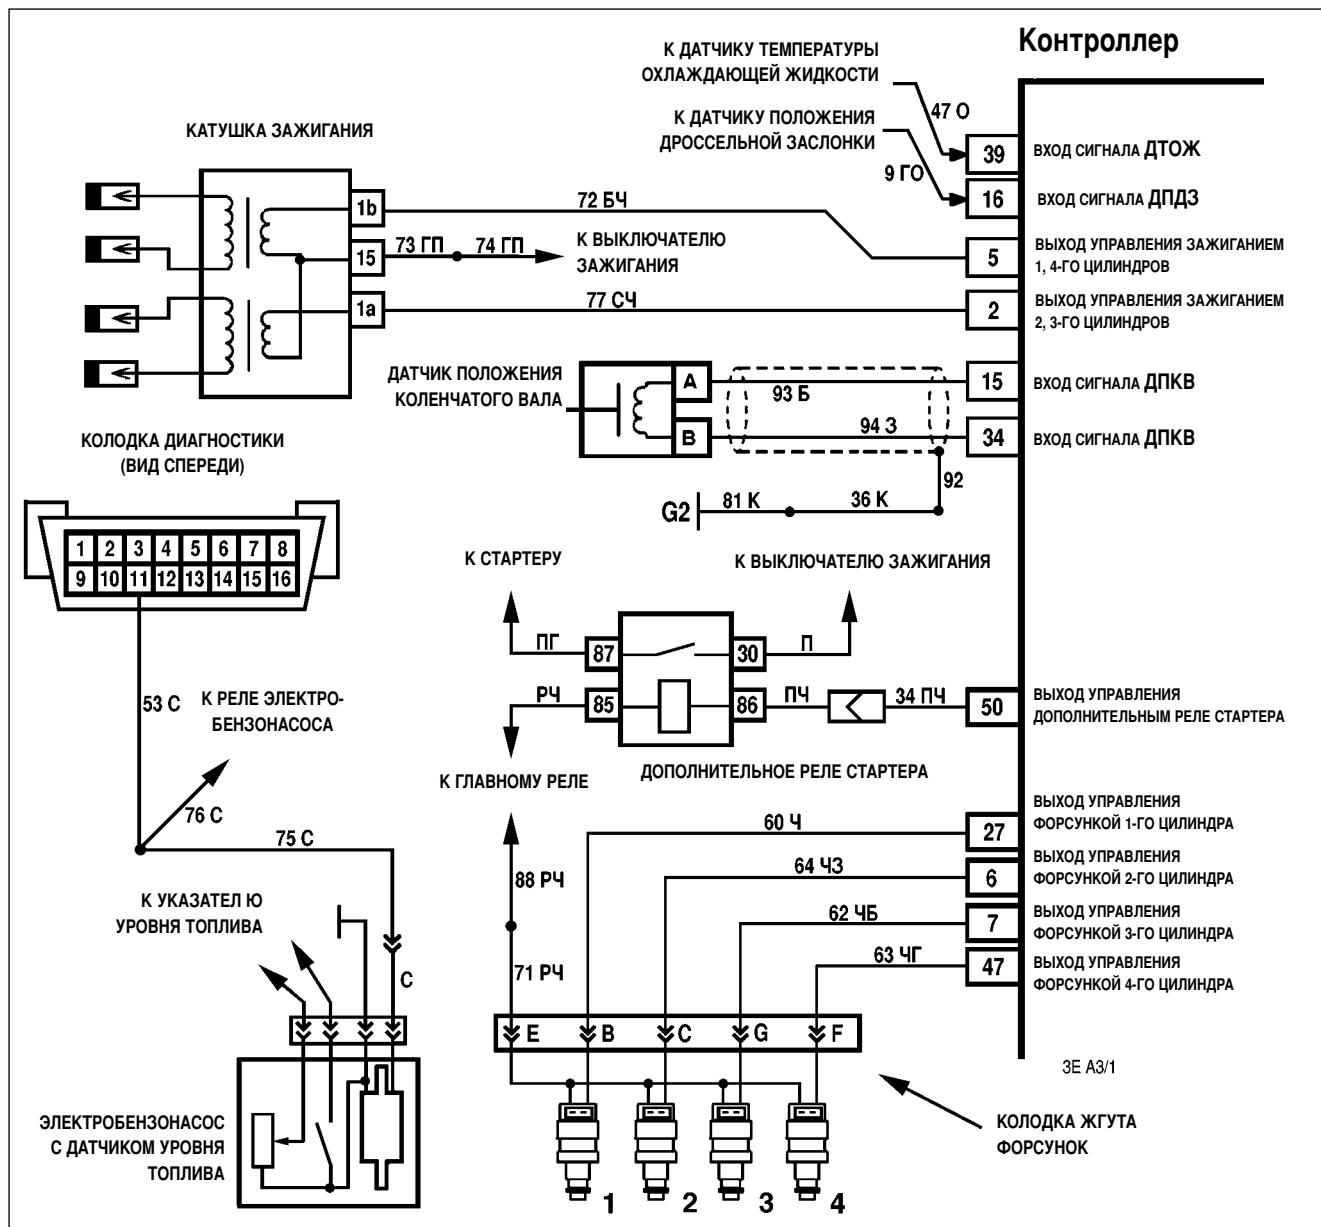 Контроллер
К ДАТЧИКУ ТЕМПЕРАТУРЫ
ОХЛАЖДАЮЩЕЙ ЖИДКОСТИ
47 О
К ДАТЧИКУ ПОЛОЖЕНИЯ
ДРОССЕЛЬНОЙ ЗАСЛОНКИ
9 ГО
39
ВХОД СИГНАЛА ДТОЖ
16
ВХОД СИГНАЛА ДПДЗ
КАТУШКА ЗАЖИГАНИЯ
1b
72 БЧ
5
ВЫХОД УПРАВЛЕНИЯ ЗАЖИГАНИЕМ
1, 4-ГО ЦИЛИНДРОВ
15
73 ГП
74 ГП
К ВЫКЛЮЧАТЕЛЮ
ЗАЖИГАНИЯ
1a
77 СЧ
2
ВЫХОД УПРАВЛЕНИЯ ЗАЖИГАНИЕМ
2, 3-ГО ЦИЛИНДРОВ
ДАТЧИК ПОЛОЖЕНИЯ
КОЛЕНЧАТОГО ВАЛА
A
93 Б
15
ВХОД СИГНАЛА ДПКВ
B
94 З
34
ВХОД СИГНАЛА ДПКВ
92
G2
81 К
36 К
КОЛОДКА ДИАГНОСТИКИ
(ВИД СПЕРЕДИ)
1 2 3 4 5 6 7 8
9 10 11 12 13 14 15 16
53 С
К РЕЛЕ ЭЛЕКТРО-
БЕНЗОНАСОСА
76 С
75 С
К СТАРТЕРУ
К ВЫКЛЮЧАТЕЛЮ ЗАЖИГАНИЯ
ПГ
87
30
П
РЧ
85
86
ПЧ
34 ПЧ
50
ВЫХОД УПРАВЛЕНИЯ
ДОПОЛНИТЕЛЬНЫМ РЕЛЕ СТАРТЕРА
К ГЛАВНОМУ РЕЛЕ
ДОПОЛНИТЕЛЬНОЕ РЕЛЕ СТАРТЕРА
60 Ч
27
ВЫХОД УПРАВЛЕНИЯ
ФОРСУНКОЙ 1-ГО ЦИЛИНДРА
64 ЧЗ
6
ВЫХОД УПРАВЛЕНИЯ
ФОРСУНКОЙ 2-ГО ЦИЛИНДРА
62 ЧБ
7
ВЫХОД УПРАВЛЕНИЯ
ФОРСУНКОЙ 3-ГО ЦИЛИНДРА
63 ЧГ
47
ВЫХОД УПРАВЛЕНИЯ
ФОРСУНКОЙ 4-ГО ЦИЛИНДРА
88 РЧ
71 РЧ
К УКАЗАТЕЛ Ю
УРОВНЯ ТОПЛИВА
С
E B C G F
ЗЕ А3/1
ЭЛЕКТРОБЕНЗОНАСОС
С ДАТЧИКОМ УРОВНЯ
ТОПЛИВА
КОЛОДКА ЖГУТА
ФОРСУНОК
1 2 3 4